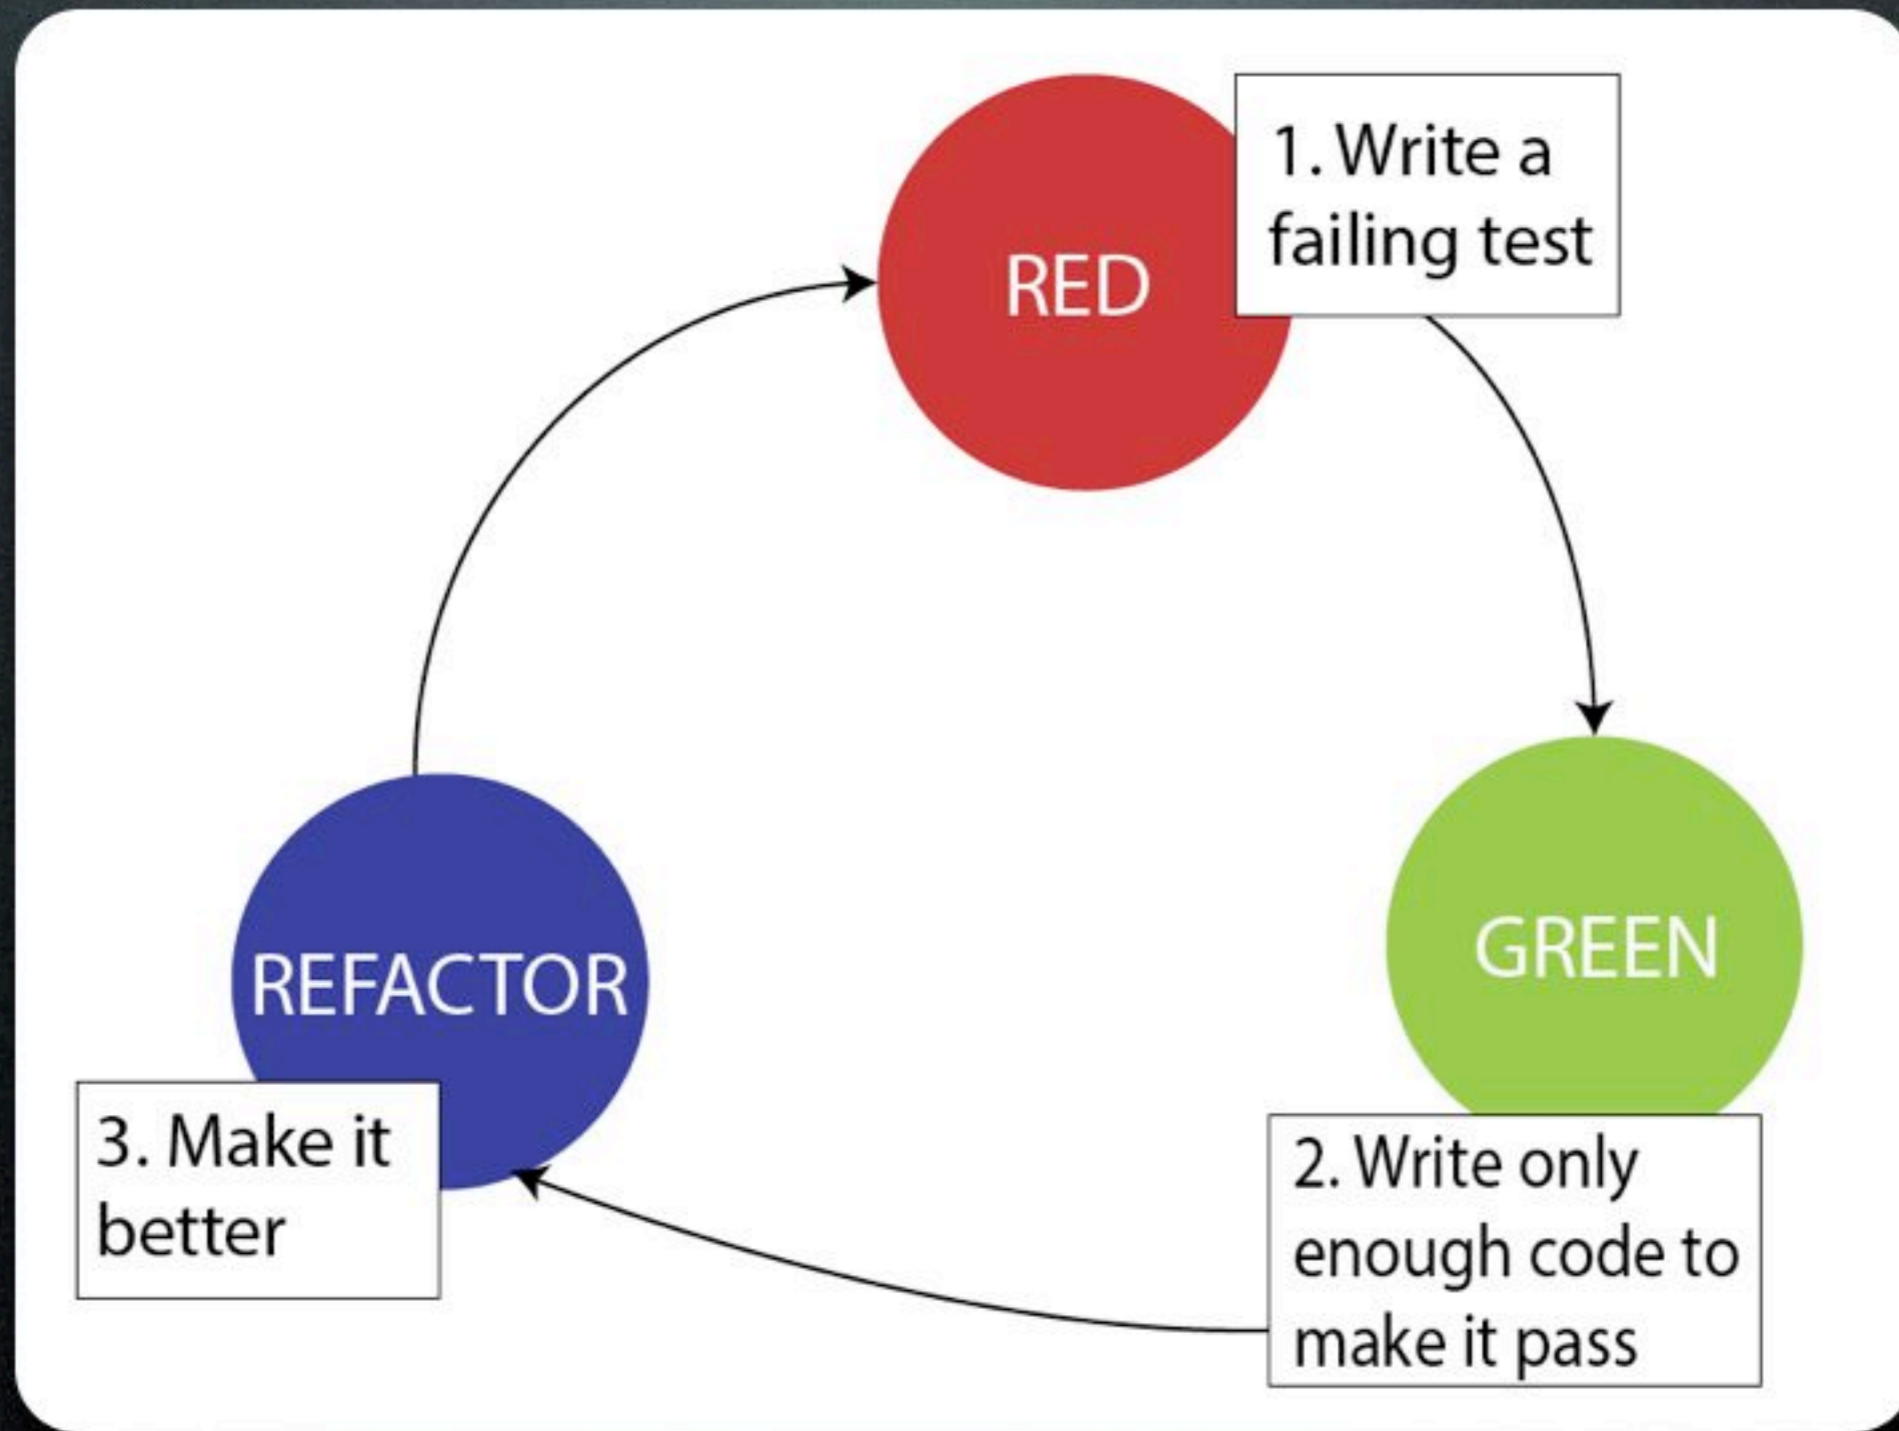 RED
1. Write a
failing test
GREEN
2. Write only
enough code to
make it pass
REFACTOR
3. Make it
better